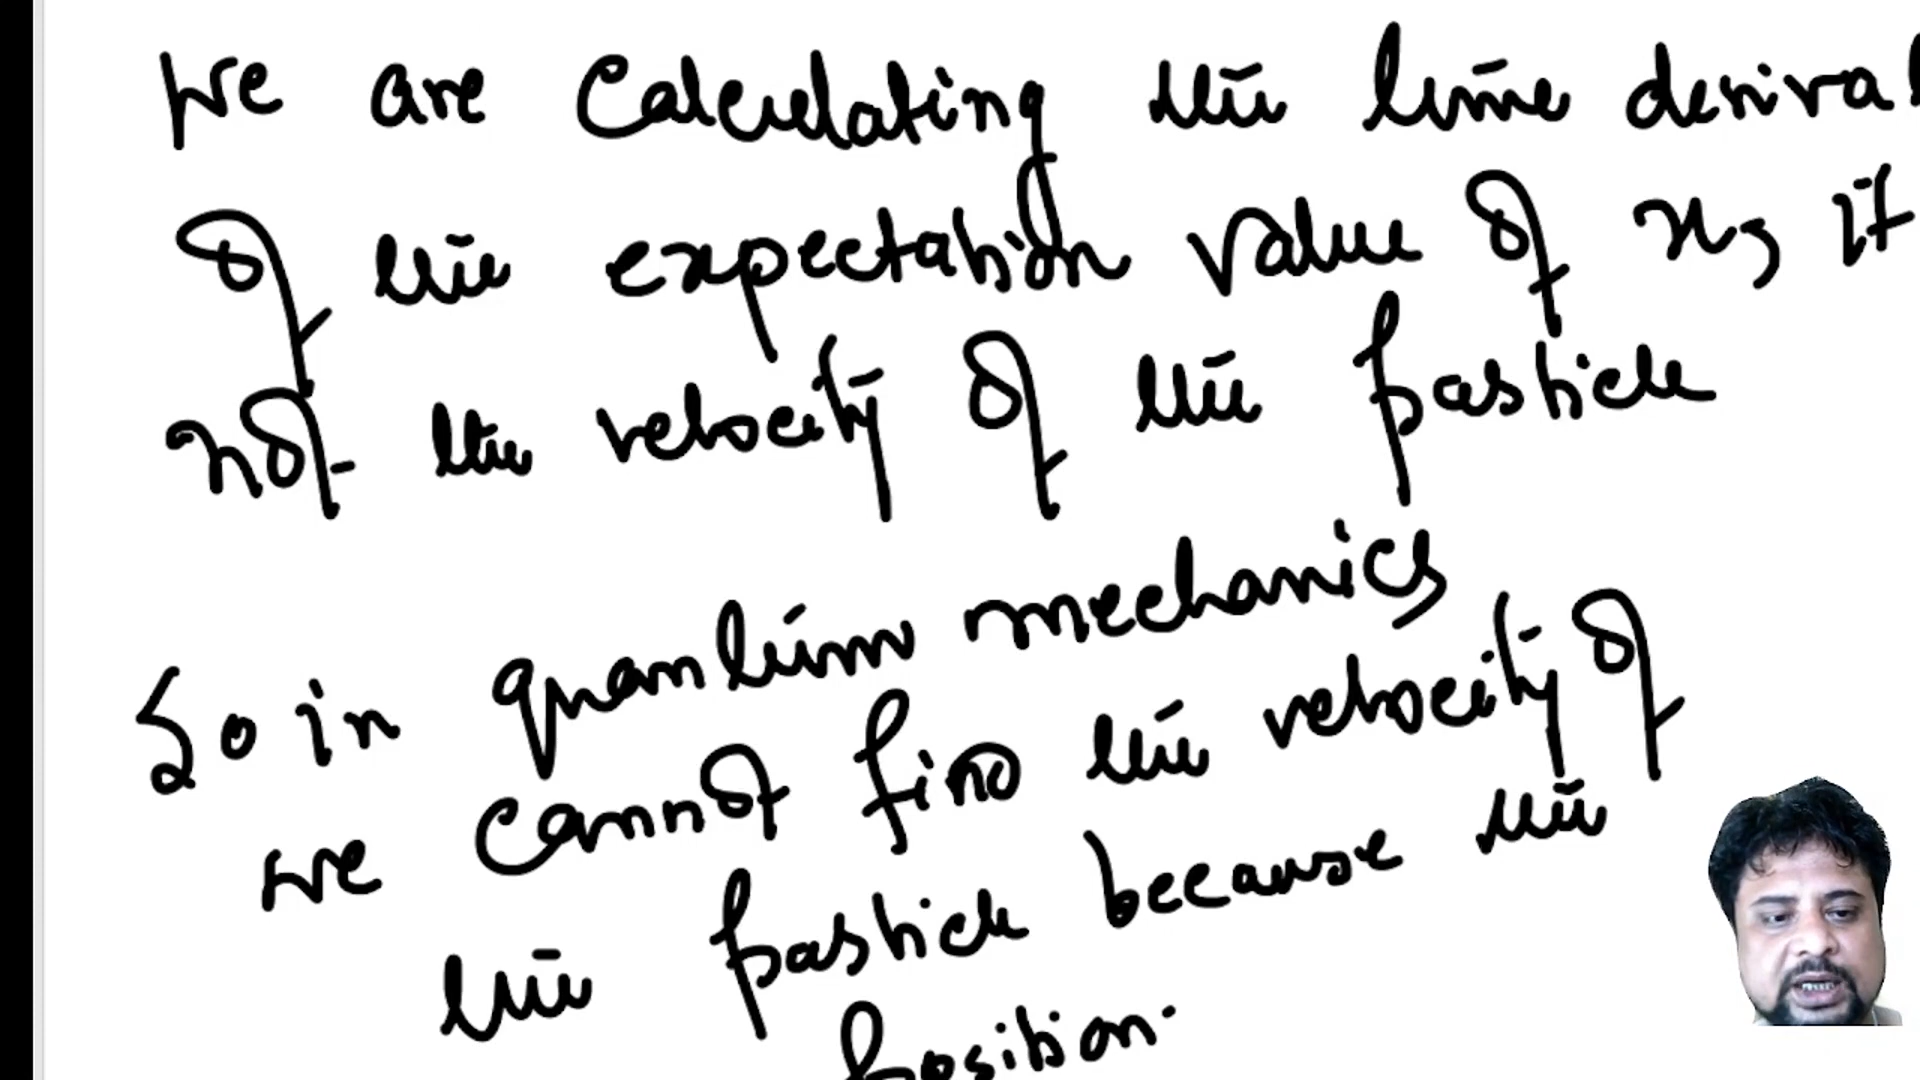 We are Calculating the time deriva
of the expectation value of x, it
not the velocity of the particle
So in quantum mechanics
we cannot find the velocity of
the particle because the
position.